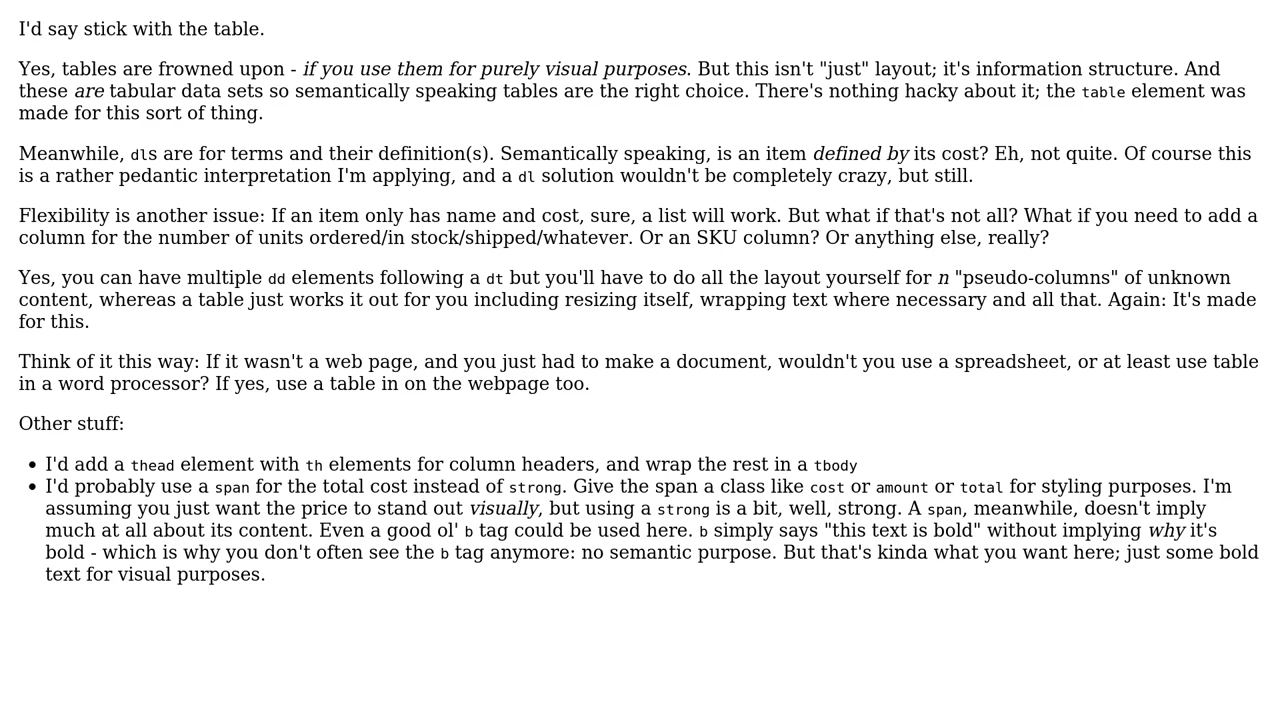 I'd say stick with the table.
Yes, tables are frowned upon - if you use them for purely visual purposes. But this isn't "just" layout; it's information structure. And
these are tabular data sets so semantically speaking tables are the right choice. There's nothing hacky about it; the table element was
made for this sort of thing.
Meanwhile, dls are for terms and their definition(s). Semantically speaking, is an item defined by its cost? Eh, not quite. Of course this
is a rather pedantic interpretation I'm applying, and a dl solution wouldn't be completely crazy, but still.
Flexibility is another issue: If an item only has name and cost, sure, a list will work. But what if that's not all? What if you need to add a
column for the number of units ordered/in stock/shipped/whatever. Or an SKU column? Or anything else, really?
Yes, you can have multiple dd elements following a dt but you'll have to do all the layout yourself for n "pseudo-columns" of unknown
content, whereas a table just works it out for you including resizing itself, wrapping text where necessary and all that. Again: It's made
for this.
Think of it this way: If it wasn't a web page, and you just had to make a document, wouldn't you use a spreadsheet, or at least use table
in a word processor? If yes, use a table in on the webpage too.
Other stuff:
• I'd add a thead element with th elements for column headers, and wrap the rest in a tbody
• I'd probably use a span for the total cost instead of strong. Give the span a class like cost or amount or total for styling purposes. I'm
assuming you just want the price to stand out visually, but using a strong is a bit, well, strong. A span, meanwhile, doesn't imply
much at all about its content. Even a good ol' b tag could be used here. b simply says "this text is bold" without implying why it's
bold - which is why you don't often see the b tag anymore: no semantic purpose. But that's kinda what you want here; just some bold
text for visual purposes.